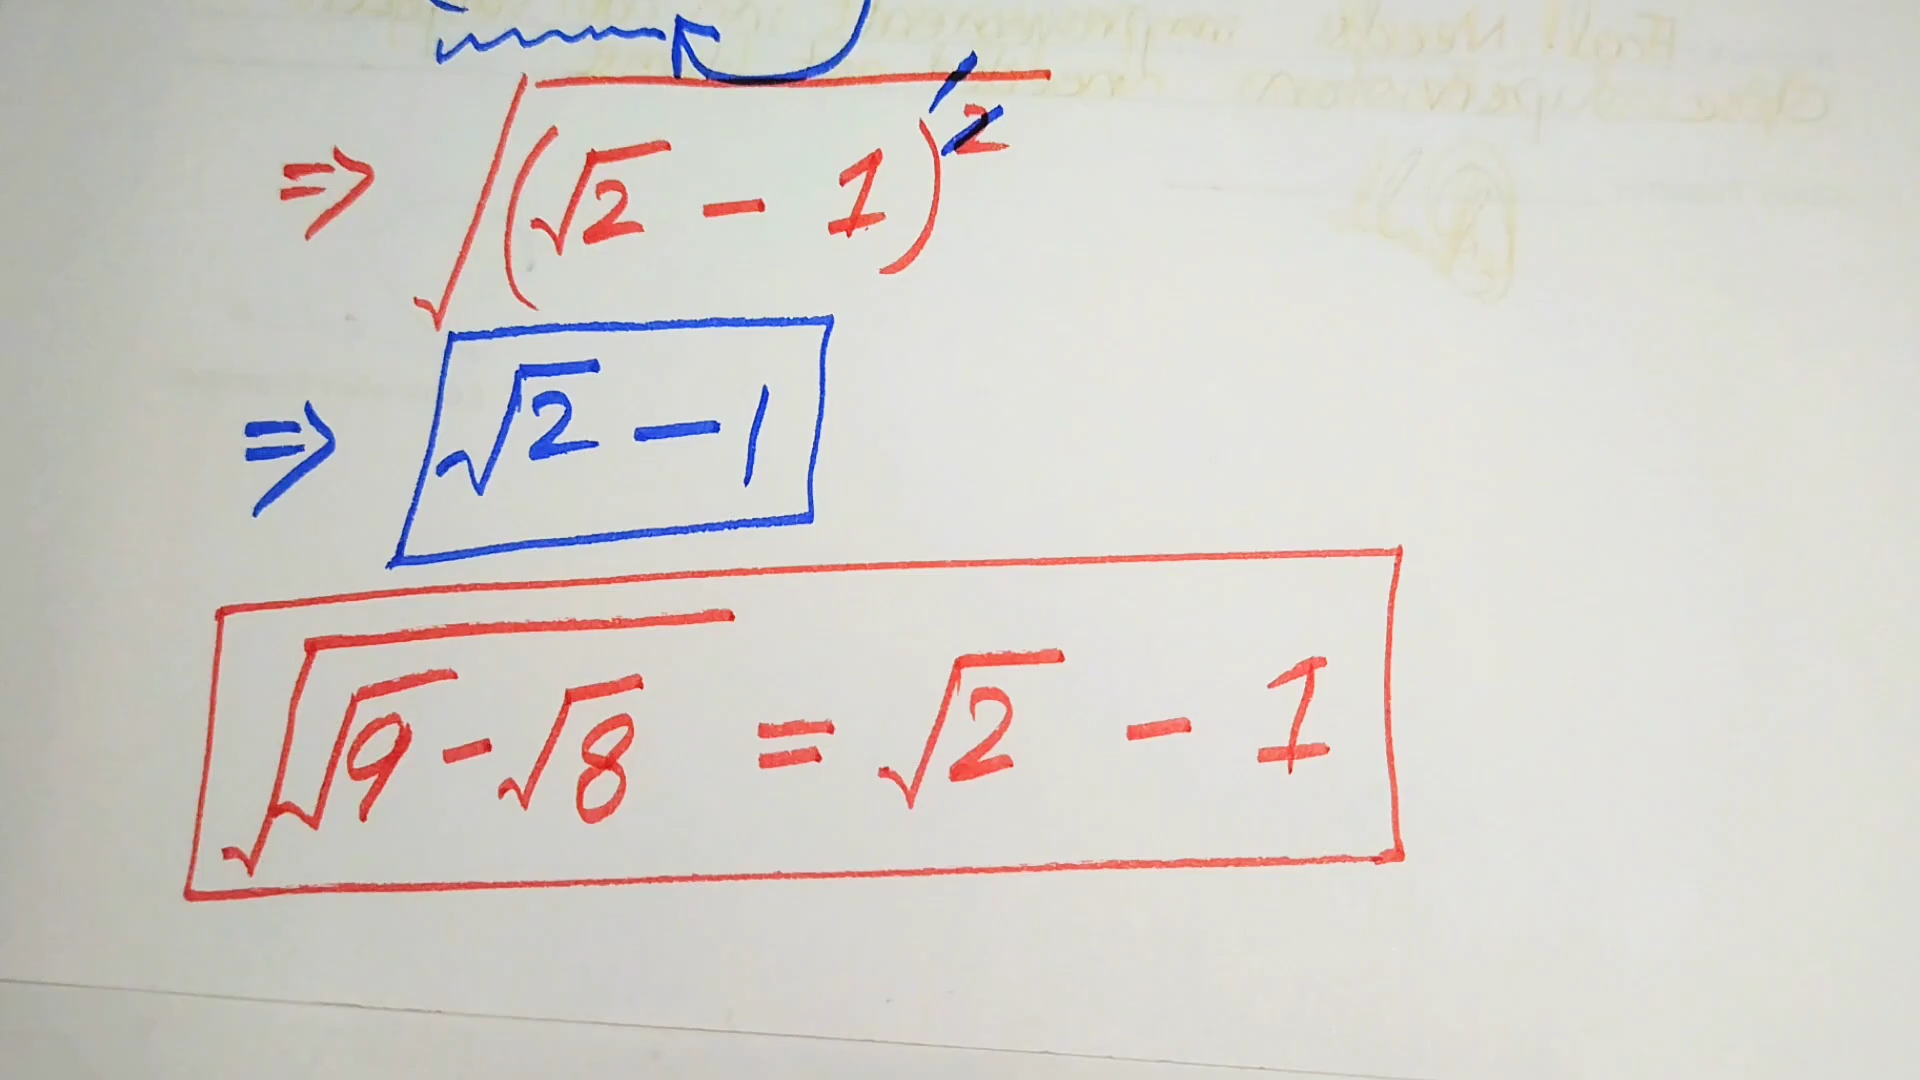 => √(√2 - 1)²
=> √2 - 1
√(√9 - √8) = √2 - 1